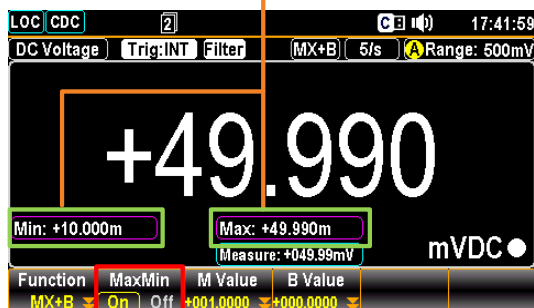 LOC CDC 2 C 17:41:59
DC Voltage Trig:INT Filter MX+B 5/s A Range: 500mV
+49.990
Min: +10.000m Max: +49.990m
Measure: +049.99mV mVDC
Function MaxMin M Value B Value
MX+B On Off +001.0000 +000.0000